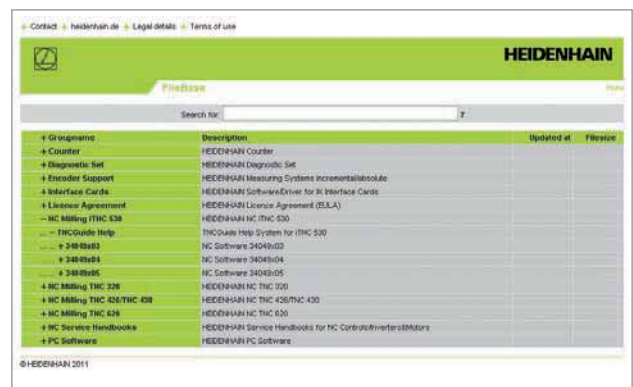 + Contact + heidenhain.de + Legal details + Terms of use
HEIDENHAIN
FileBase
Home
Search for: ?
+ Groupname Description Updated at Filesize
+ Counter HEIDENHAIN Counter
+ Diagnostic Set HEIDENHAIN Diagnostic Set
+ Encoder Support HEIDENHAIN Measuring Systems incremental/absolute
+ Interface Cards HEIDENHAIN Software/Driver for IK Interface Cards
+ Licence Agreement HEIDENHAIN Licence Agreement (EULA)
– NC Milling iTNC 530 HEIDENHAIN NC iTNC 530
... – TNCGuide Help TNCGuide Help System for iTNC 530
... ... + 34049x03 NC Software 34049x03
... ... + 34049x04 NC Software 34049x04
... ... + 34049x05 NC Software 34049x05
+ NC Milling TNC 320 HEIDENHAIN NC TNC 320
+ NC Milling TNC 426/TNC 430 HEIDENHAIN NC TNC 426/TNC 430
+ NC Milling TNC 620 HEIDENHAIN NC TNC 620
+ NC Service Handbooks HEIDENHAIN Service Handbooks for NC Controls/Inverters/Motors
+ PC Software HEIDENHAIN PC Software
© HEIDENHAIN 2011